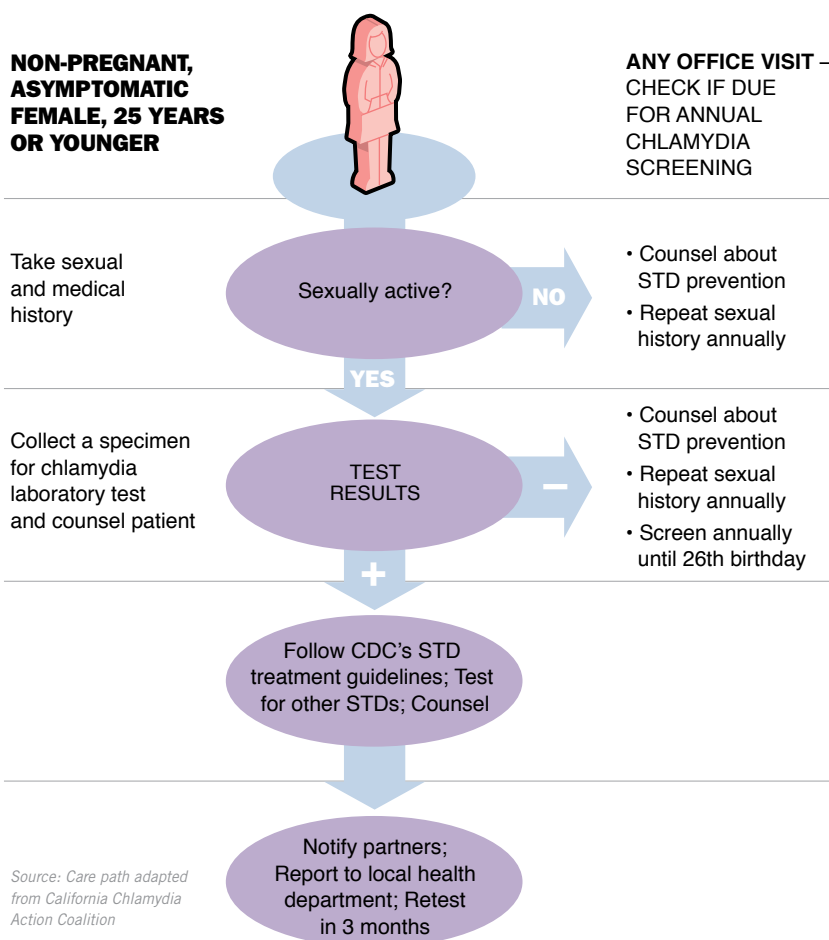 NON-PREGNANT,
ASYMPTOMATIC
FEMALE, 25 YEARS
OR YOUNGER
ANY OFFICE VISIT –
CHECK IF DUE
FOR ANNUAL
CHLAMYDIA
SCREENING
Take sexual
and medical
history
Sexually active?
NO
• Counsel about
STD prevention
• Repeat sexual
history annually
YES
Collect a specimen
for chlamydia
laboratory test
and counsel patient
TEST
RESULTS
–
• Counsel about
STD prevention
• Repeat sexual
history annually
• Screen annually
until 26th birthday
+
Follow CDC's STD
treatment guidelines; Test
for other STDs; Counsel
Notify partners;
Report to local health
department; Retest
in 3 months
Source: Care path adapted
from California Chlamydia
Action Coalition